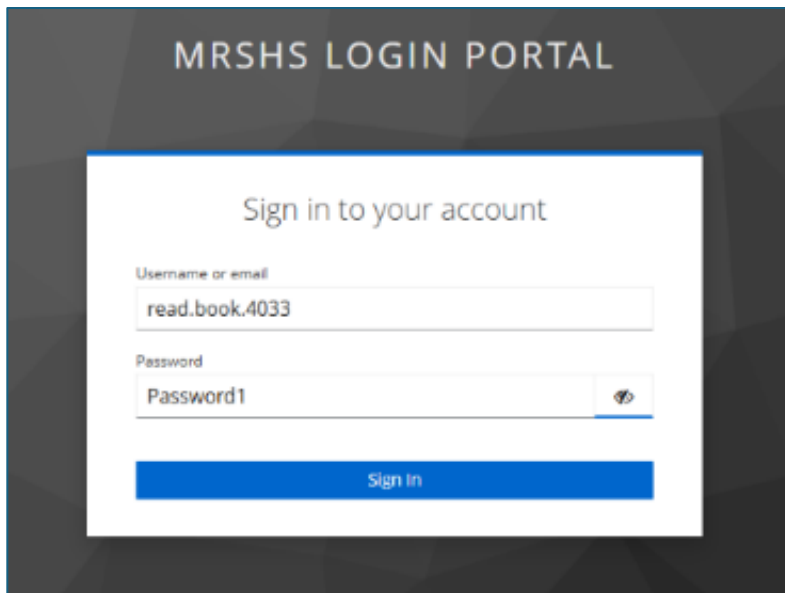 MRSHS LOGIN PORTAL
Sign in to your account
Username or email
read.book.4033
Password
Password1
Sign In